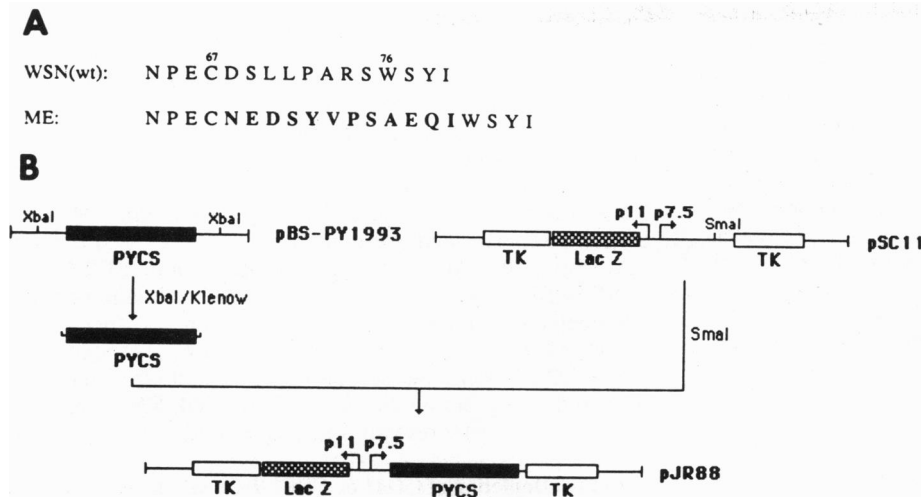 A
67 76
WSN(wt): N P E C D S L L P A R S W S Y I
ME: N P E C N E D S Y V P S A E Q I W S Y I
B
XbaI XbaI
pBS-PY1993
PYCS
XbaI/Klenow
PYCS
p11 p7.5
SmaI
pSC11
TK Lac Z TK
SmaI
p11 p7.5
pJR88
TK Lac Z PYCS TK